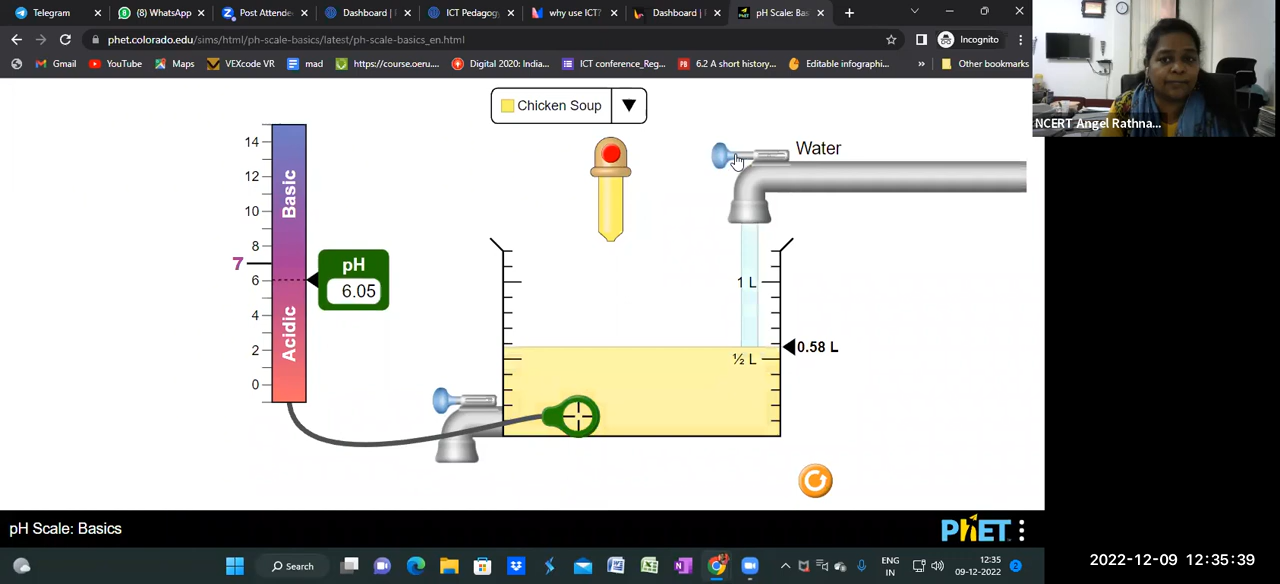 Telegram
(8) WhatsApp
Post Attende
Dashboard |
ICT Pedagog
why use ICT?
Dashboard |
pH Scale: Bas
phet.colorado.edu/sims/html/ph-scale-basics/latest/ph-scale-basics_en.html
Incognito
Gmail
YouTube
Maps
VEXcode VR
mad
https://course.oeru....
Digital 2020: India...
ICT conference_Reg...
6.2 A short history...
Editable infographi...
»
Other bookmarks
NCERT Angel Rathna...
Chicken Soup
Water
14
12
10
8
7
6
4
2
0
Basic
Acidic
pH
6.05
1 L
½ L
0.58 L
pH Scale: Basics
PhET
Search
ENG
IN
12:35
09-12-2022
2
2022-12-09 12:35:39